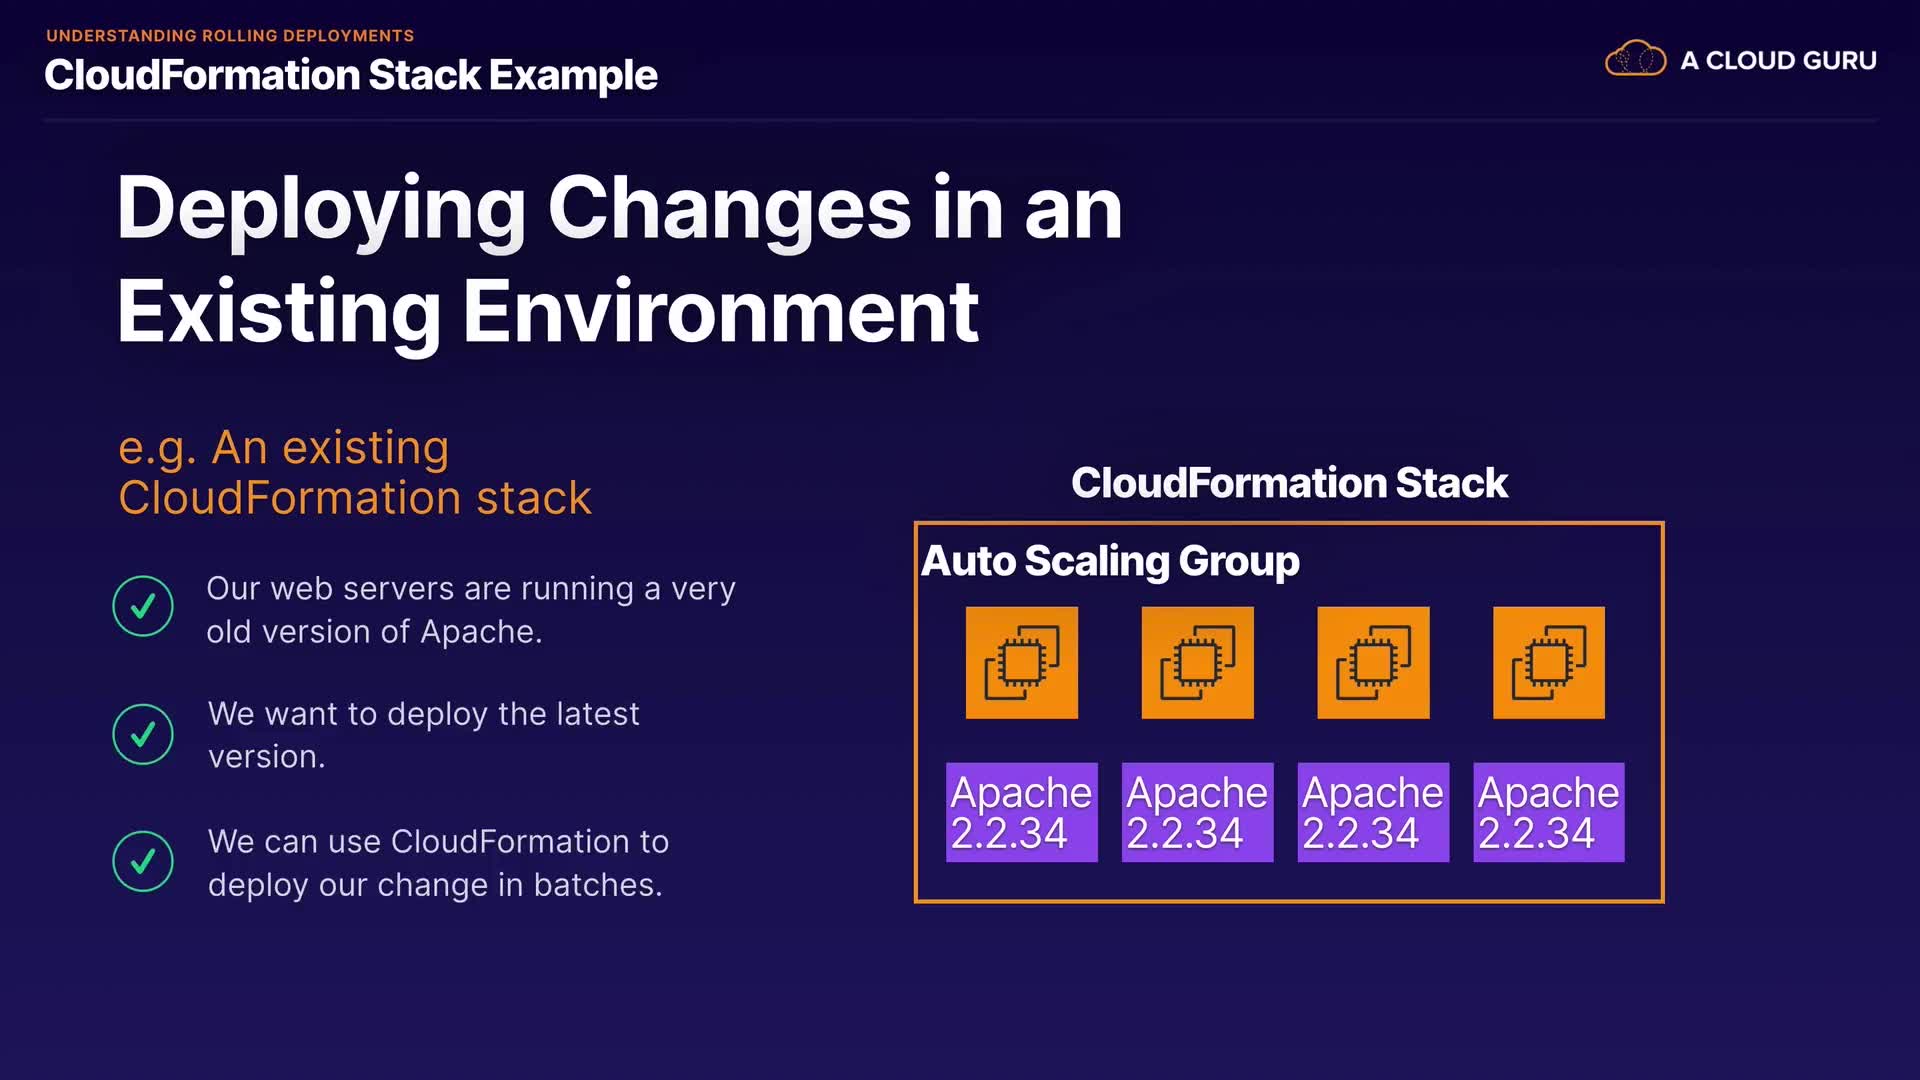 UNDERSTANDING ROLLING DEPLOYMENTS
CloudFormation Stack Example
A CLOUD GURU
Deploying Changes in an
Existing Environment
e.g. An existing
CloudFormation stack
Our web servers are running a very
old version of Apache.
We want to deploy the latest
version.
We can use CloudFormation to
deploy our change in batches.
CloudFormation Stack
Auto Scaling Group
Apache
2.2.34
Apache
2.2.34
Apache
2.2.34
Apache
2.2.34